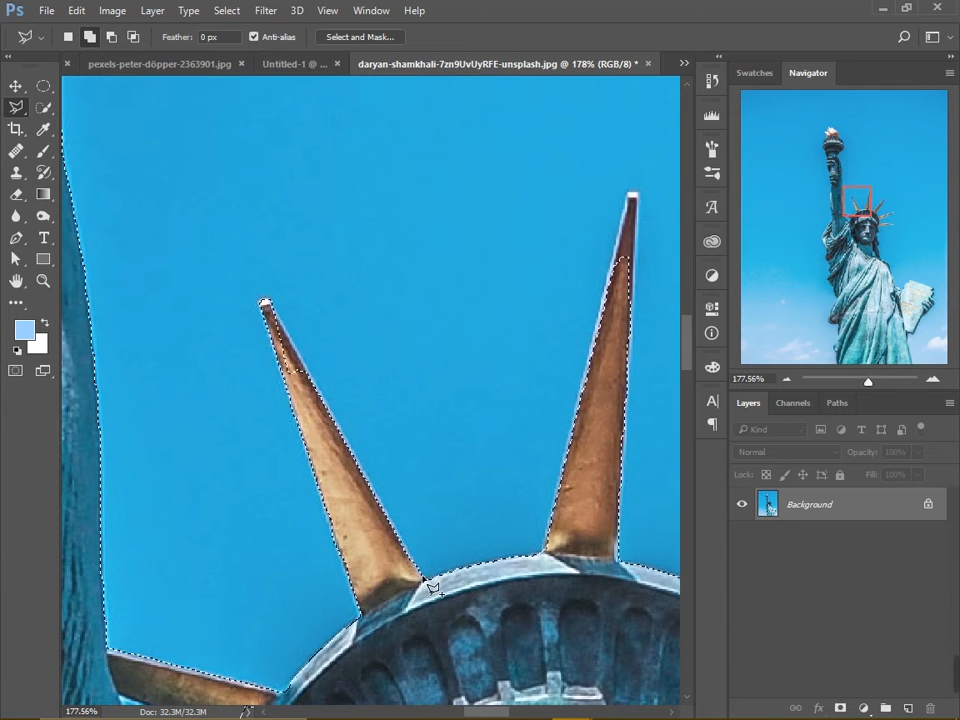 Ps File Edit Image Layer Type Select Filter 3D View Window Help
Feather: 0 px Anti-alias Select and Mask...
pexels-peter-döpper-2363901.jpg Untitled-1 @ ... daryan-shamkhali-7zn9UvUyRFE-unsplash.jpg @ 178% (RGB/8) *
Swatches Navigator
177.56%
Layers Channels Paths
Kind
Normal Opacity: 100%
Lock: Fill: 100%
Background
177.56% Doc: 32.3M/32.3M
fx